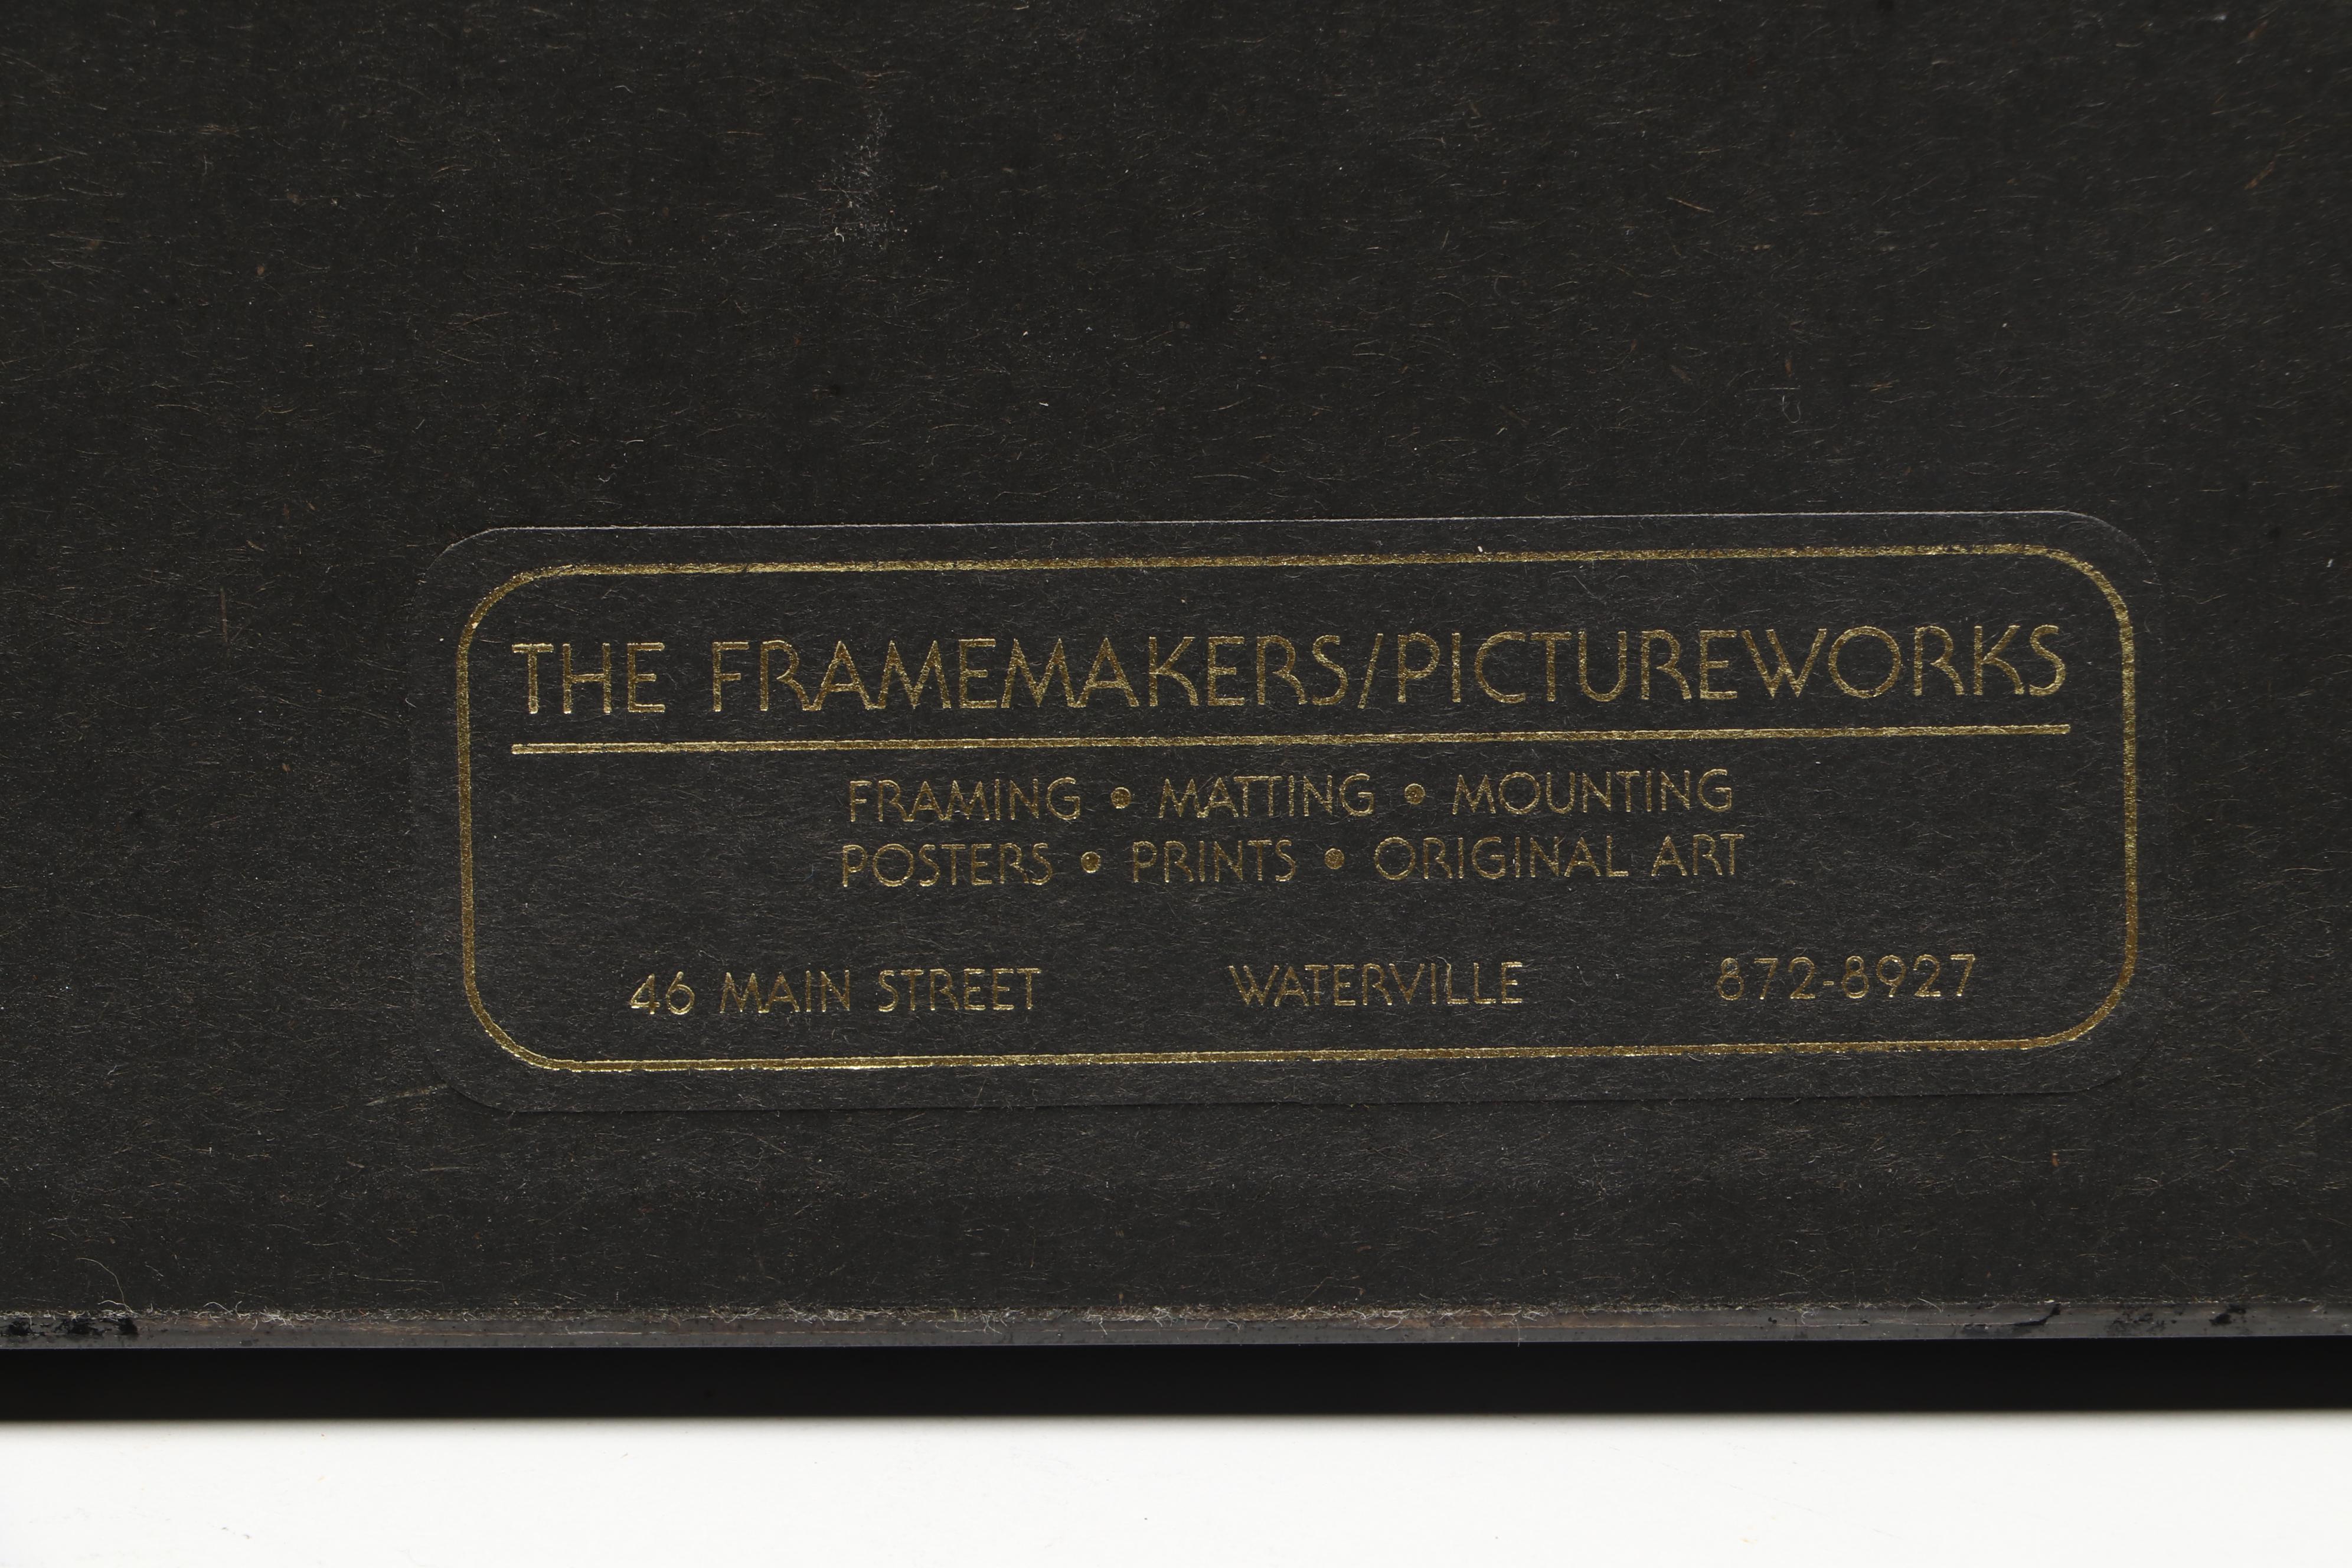 THE FRAMEMAKERS/PICTUREWORKS
FRAMING • MATTING • MOUNTING
POSTERS • PRINTS • ORIGINAL ART
46 MAIN STREET WATERVILLE 872-8927